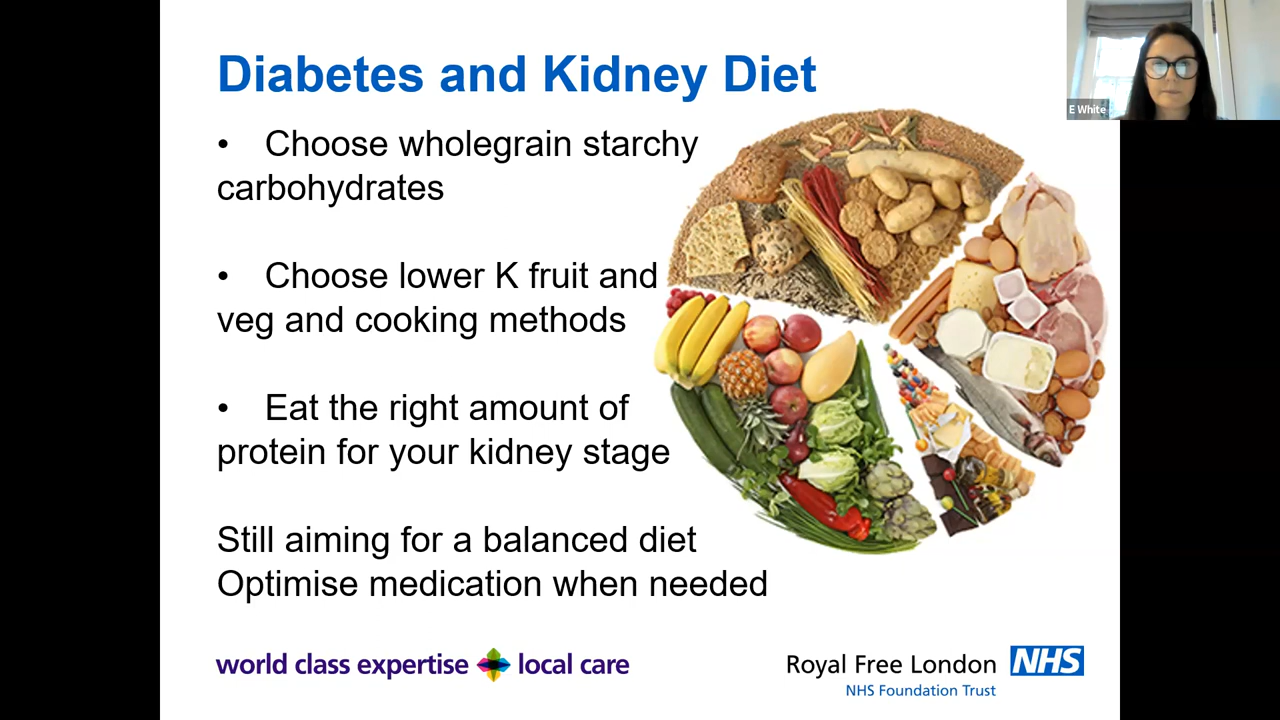 Diabetes and Kidney Diet
• Choose wholegrain starchy
carbohydrates
• Choose lower K fruit and
veg and cooking methods
• Eat the right amount of
protein for your kidney stage
Still aiming for a balanced diet
Optimise medication when needed
world class expertise local care
Royal Free London NHS
NHS Foundation Trust
E White